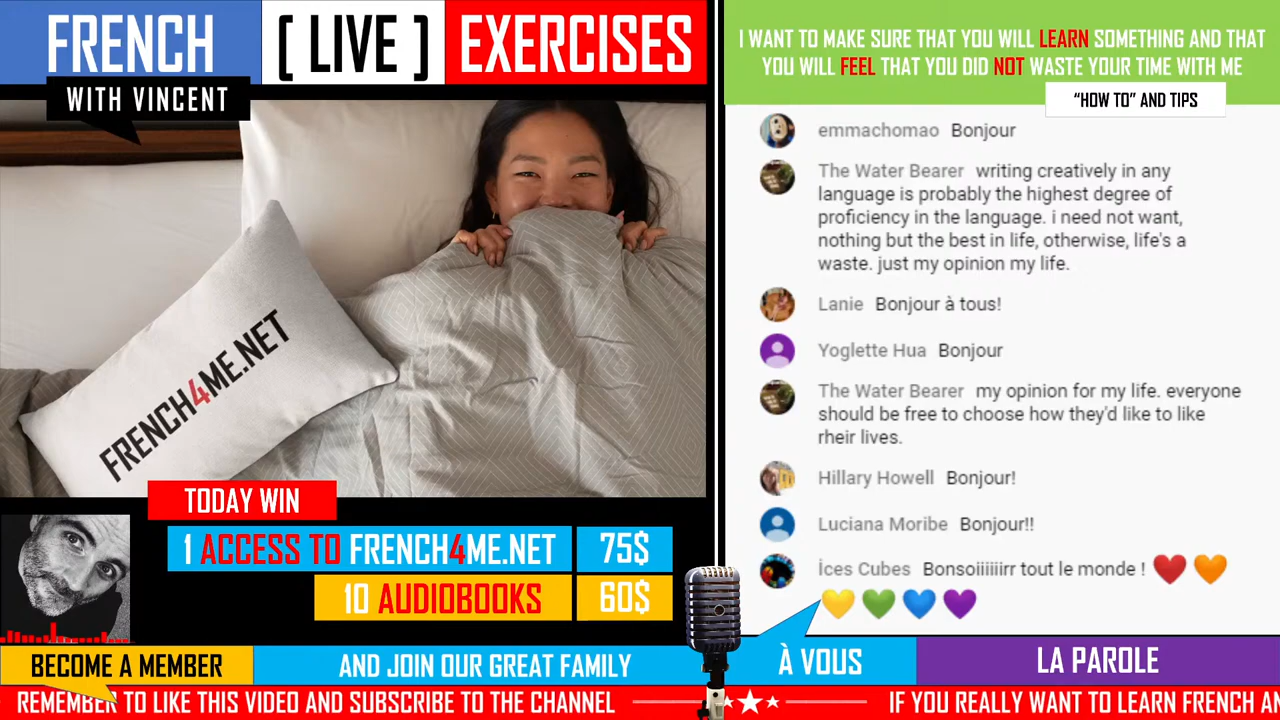 FRENCH
[ LIVE ]
EXERCISES
WITH VINCENT
I WANT TO MAKE SURE THAT YOU WILL LEARN SOMETHING AND THAT
YOU WILL FEEL THAT YOU DID NOT WASTE YOUR TIME WITH ME
“HOW TO” AND TIPS
emmachomao Bonjour
The Water Bearer writing creatively in any
language is probably the highest degree of
proficiency in the language. i need not want,
nothing but the best in life, otherwise, life's a
waste. just my opinion my life.
Lanie Bonjour à tous!
Yoglette Hua Bonjour
The Water Bearer my opinion for my life. everyone
should be free to choose how they'd like to like
rheir lives.
Hillary Howell Bonjour!
Luciana Moribe Bonjour!!
İces Cubes Bonsoiiiiiirr tout le monde !
FRENCH4ME.NET
TODAY WIN
1 ACCESS TO FRENCH4ME.NET 75$
10 AUDIOBOOKS 60$
BECOME A MEMBER
AND JOIN OUR GREAT FAMILY
À VOUS
LA PAROLE
REMEMBER TO LIKE THIS VIDEO AND SUBSCRIBE TO THE CHANNEL
IF YOU REALLY WANT TO LEARN FRENCH AN